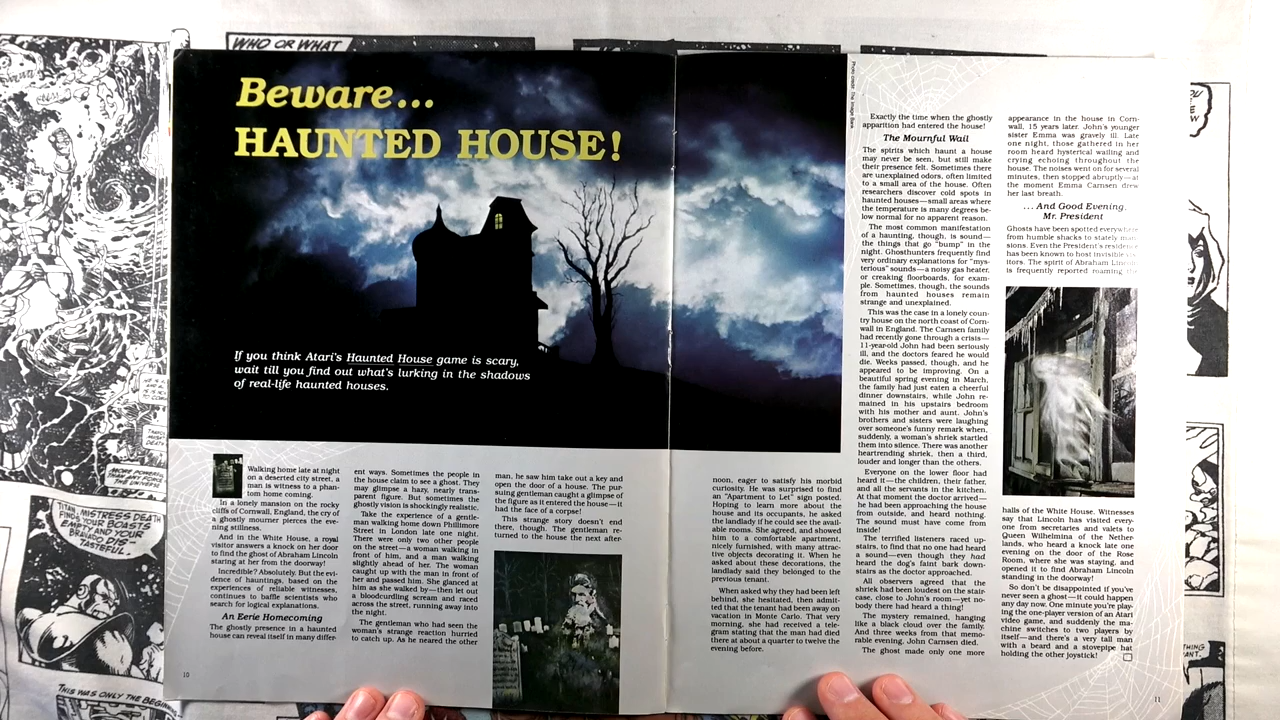 WHO OR WHAT
Beware...
HAUNTED HOUSE!
If you think Atari's Haunted House game is scary,
wait till you find out what's lurking in the shadows
of real-life haunted houses.
Walking home late at night
on a deserted city street, a
man is witness to a phan-
tom home coming.
In a lonely mansion on the rocky
cliffs of Cornwall, England, the cry of
a ghostly mourner pierces the eve-
ning stillness.
And in the White House, a royal
visitor answers a knock on her door
to find the ghost of Abraham Lincoln
staring at her from the doorway!
Incredible? Absolutely. But the evi-
dence of hauntings, based on the
experiences of reliable witnesses,
continues to baffle scientists who
search for logical explanations.
An Eerie Homecoming
The ghostly presence in a haunted
house can reveal itself in many differ-
ent ways. Sometimes the people in
the house claim to see a ghost. They
may glimpse a hazy, nearly trans-
parent figure. But sometimes the
ghostly vision is shockingly realistic.
Take the experience of a gentle-
man walking home down Phillimore
Street in London late one night.
There were only two other people
on the street—a woman walking in
front of him, and a man walking
slightly ahead of her. The woman
caught up with the man in front of
her and passed him. She glanced at
him as she walked by—then let out
a bloodcurdling scream and raced
across the street, running away into
the night.
The gentleman who had seen the
woman's strange reaction hurried
to catch up. As he neared the other
man, he saw him take out a key and
open the door of a house. The pur-
suing gentleman caught a glimpse of
the figure as it entered the house—it
had the face of a corpse!
This strange story doesn't end
there, though. The gentleman re-
turned to the house the next after-
noon, eager to satisfy his morbid
curiosity. He was surprised to find
an "Apartment to Let" sign posted.
Hoping to learn more about the
house and its occupants, he asked
the landlady if he could see the avail-
able rooms. She agreed, and showed
him to a comfortable apartment,
nicely furnished, with many attrac-
tive objects decorating it. When he
asked about these decorations, the
landlady said they belonged to the
previous tenant.
When asked why they had been left
behind, she hesitated, then admit-
ted that the tenant had been away on
vacation in Monte Carlo. That very
morning, she had received a tele-
gram stating that the man had died
there at about a quarter to twelve the
evening before.
Photo credit: The Image Bank
Exactly the time when the ghostly
apparition had entered the house!
The Mournful Wail
The spirits which haunt a house
may never be seen, but still make
their presence felt. Sometimes there
are unexplained odors, often limited
to a small area of the house. Often
researchers discover cold spots in
haunted houses—small areas where
the temperature is many degrees be-
low normal for no apparent reason.
The most common manifestation
of a haunting, though, is sound—
the things that go "bump" in the
night. Ghosthunters frequently find
very ordinary explanations for "mys-
terious" sounds—a noisy gas heater,
or creaking floorboards, for exam-
ple. Sometimes, though, the sounds
from haunted houses remain
strange and unexplained.
This was the case in a lonely coun-
try house on the north coast of Corn-
wall in England. The Carnsen family
had recently gone through a crisis—
11-year-old John had been seriously
ill, and the doctors feared he would
die. Weeks passed, though, and he
appeared to be improving. On a
beautiful spring evening in March,
the family had just eaten a cheerful
dinner downstairs, while John re-
mained in his upstairs bedroom
with his mother and aunt. John's
brothers and sisters were laughing
over someone's funny remark when,
suddenly, a woman's shriek startled
them into silence. There was another
heartrending shriek, then a third,
louder and longer than the others.
Everyone on the lower floor had
heard it—the children, their father,
and all the servants in the kitchen.
At that moment the doctor arrived—
he had been approaching the house
from outside, and heard nothing.
The sound must have come from
inside!
The terrified listeners raced up-
stairs, to find that no one had heard
a sound—even though they had
heard the dog's faint bark down-
stairs as the doctor approached.
All observers agreed that the
shriek had been loudest on the stair-
case, close to John's room—yet no-
body there had heard a thing!
The mystery remained, hanging
like a black cloud over the family.
And three weeks from that memo-
rable evening, John Carnsen died.
The ghost made only one more
appearance in the house in Corn-
wall, 15 years later. John's younger
sister Emma was gravely ill. Late
one night, those gathered in her
room heard hysterical wailing and
crying echoing throughout the
house. The noises went on for several
minutes, then stopped abruptly—at
the moment Emma Carnsen drew
her last breath.
... And Good Evening,
Mr. President
Ghosts have been spotted everywhere
from humble shacks to stately man-
sions. Even the President's residence
has been known to host invisible vis-
itors. The spirit of Abraham Lincoln
is frequently reported roaming the
halls of the White House. Witnesses
say that Lincoln has visited every-
one from secretaries and valets to
Queen Wilhelmina of the Nether-
lands, who heard a knock late one
evening on the door of the Rose
Room, where she was staying, and
opened it to find Abraham Lincoln
standing in the doorway!
So don't be disappointed if you've
never seen a ghost—it could happen
any day now. One minute you're play-
ing the one-player version of an Atari
video game, and suddenly the ma-
chine switches to two players by
itself—and there's a very tall man
with a beard and a stovepipe hat
holding the other joystick!
10
11
THIS WAS ONLY THE